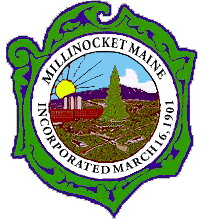 MILLINOCKET MAINE
INCORPORATED MARCH 16, 1901